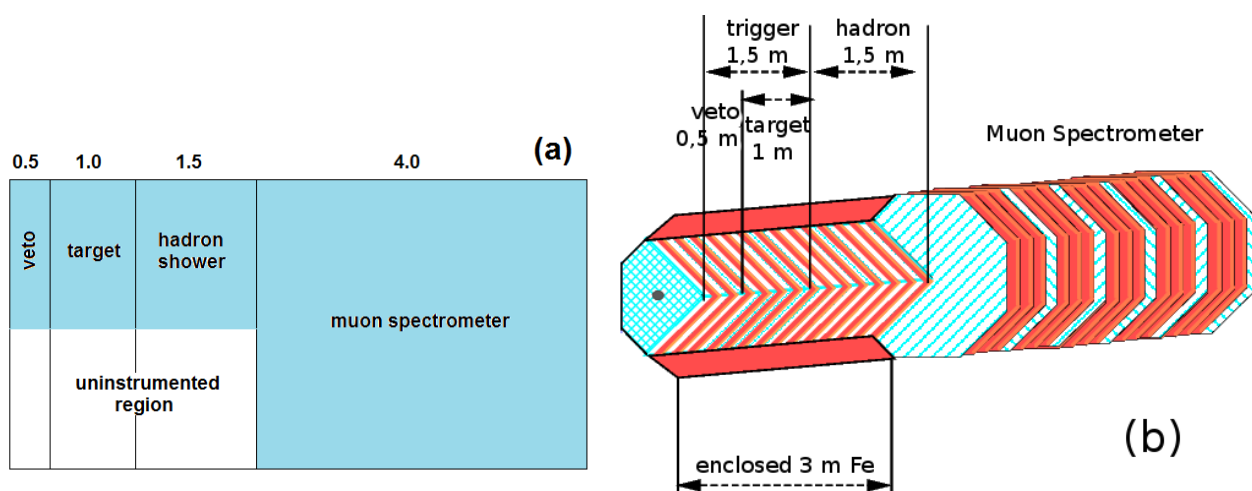 0.5 1.0 1.5 4.0
(a)
veto
target
hadron
shower
muon spectrometer
uninstrumented
region
trigger
1,5 m
hadron
1,5 m
veto
0,5 m
target
1 m
Muon Spectrometer
(b)
enclosed 3 m Fe